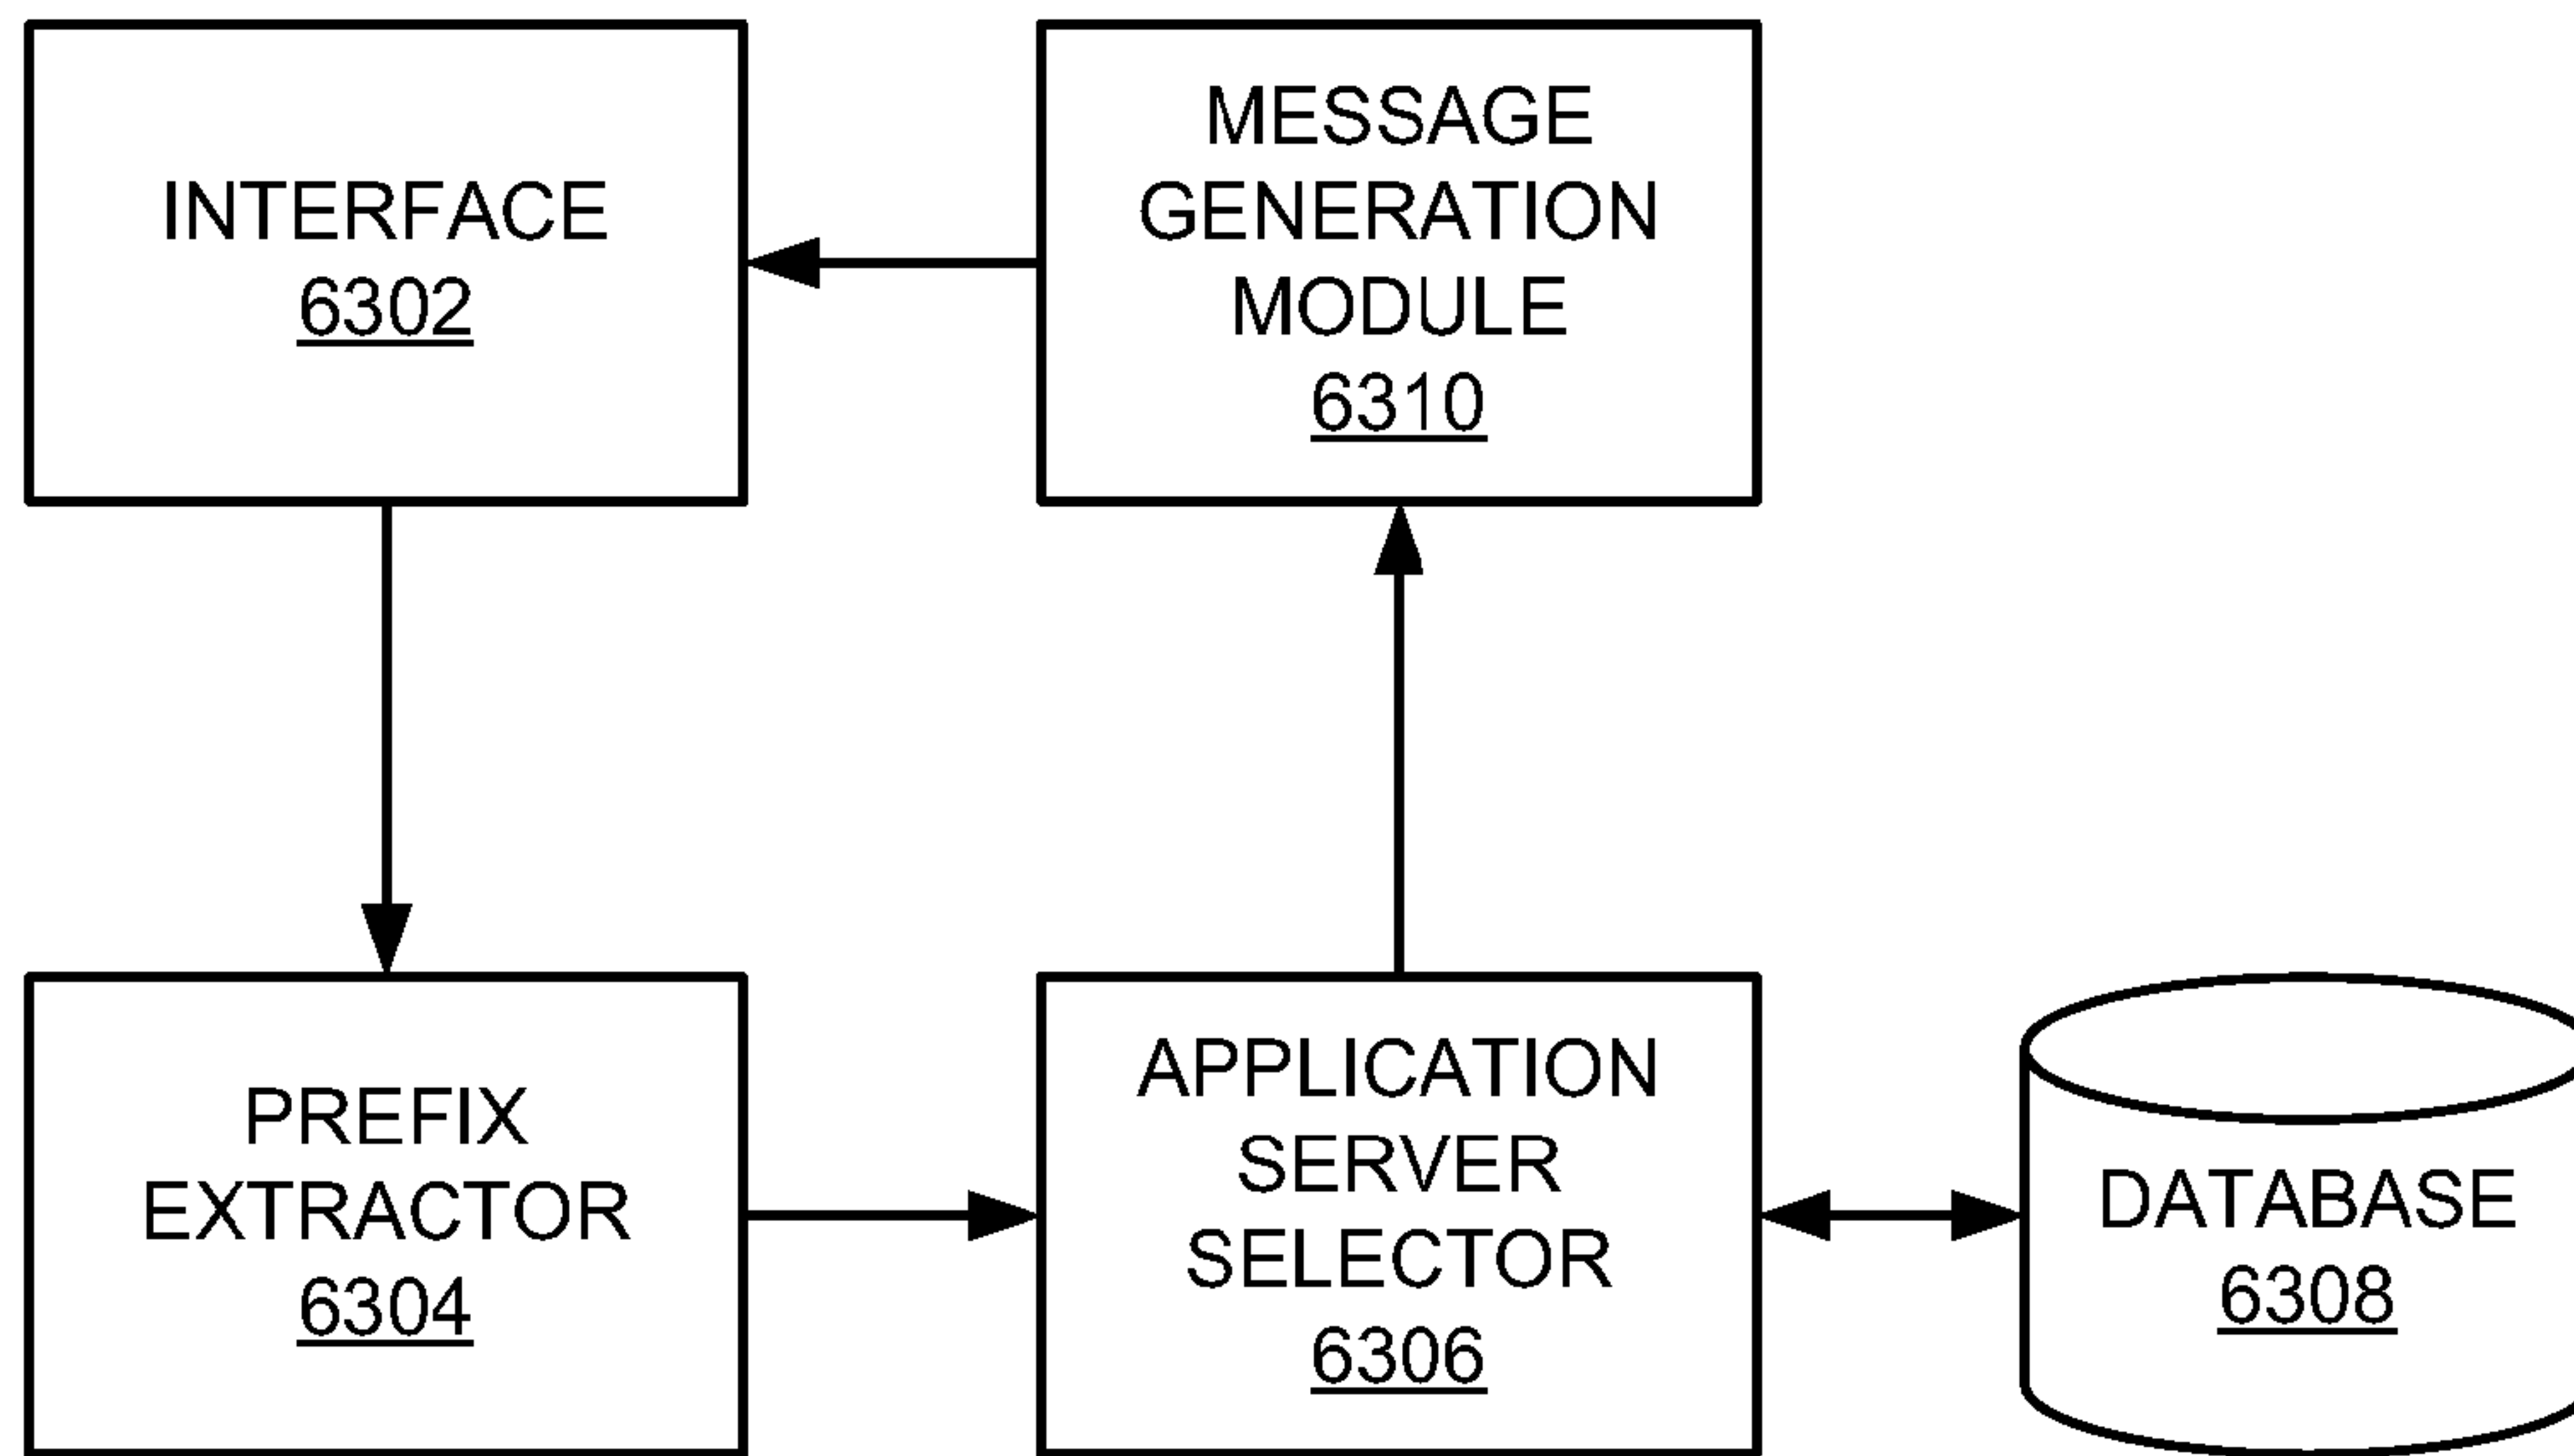 INTERFACE
6302
MESSAGE
GENERATION
MODULE
6310
PREFIX
EXTRACTOR
6304
APPLICATION
SERVER
SELECTOR
6306
DATABASE
6308